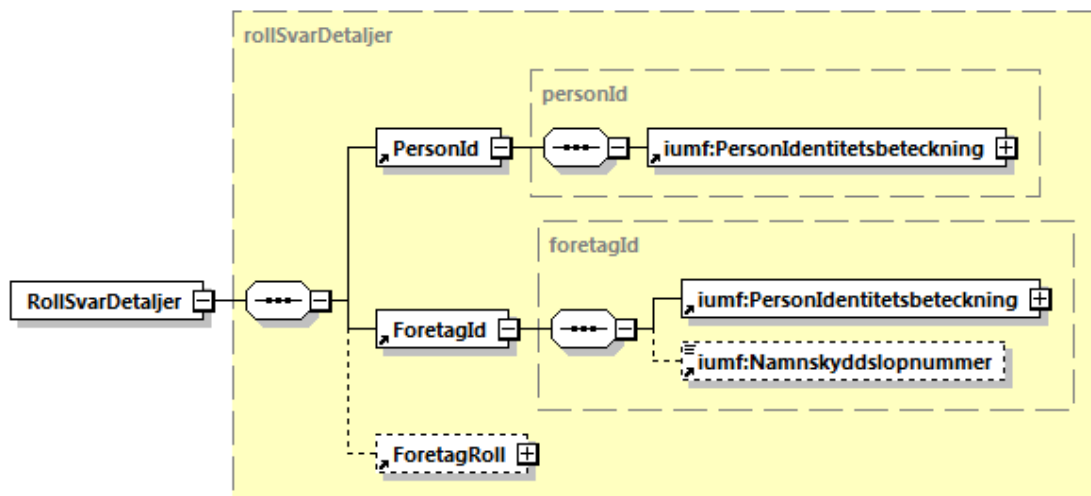 rollSvarDetaljer
personId
PersonId
iumf:PersonIdentitetsbeteckning
foretagId
RollSvarDetaljer
iumf:PersonIdentitetsbeteckning
ForetagId
iumf:Namnskyddslopnummer
ForetagRoll